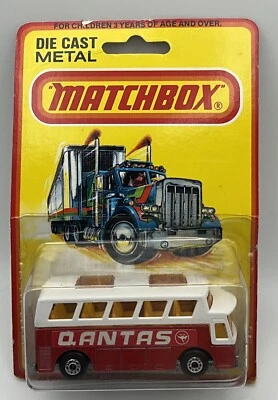 FOR CHILDREN 3 YEARS OF AGE AND OVER.
DIE CAST
METAL
"MATCHBOX"®
QANTAS